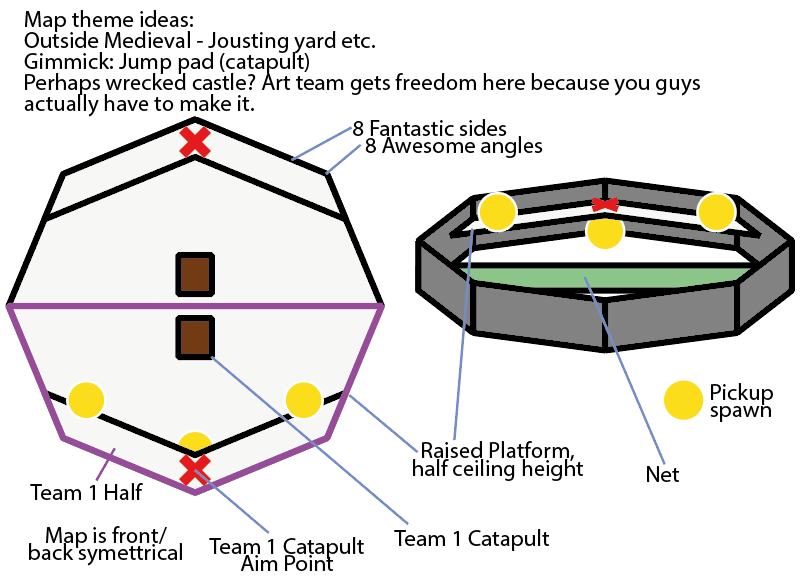 Map theme ideas:
Outside Medieval - Jousting yard etc.
Gimmick: Jump pad (catapult)
Perhaps wrecked castle? Art team gets freedom here because you guys
actually have to make it.
8 Fantastic sides
8 Awesome angles
Pickup
spawn
Raised Platform,
half ceiling height
Net
Team 1 Half
Team 1 Catapult
Map is front/
back symettrical
Team 1 Catapult
Aim Point